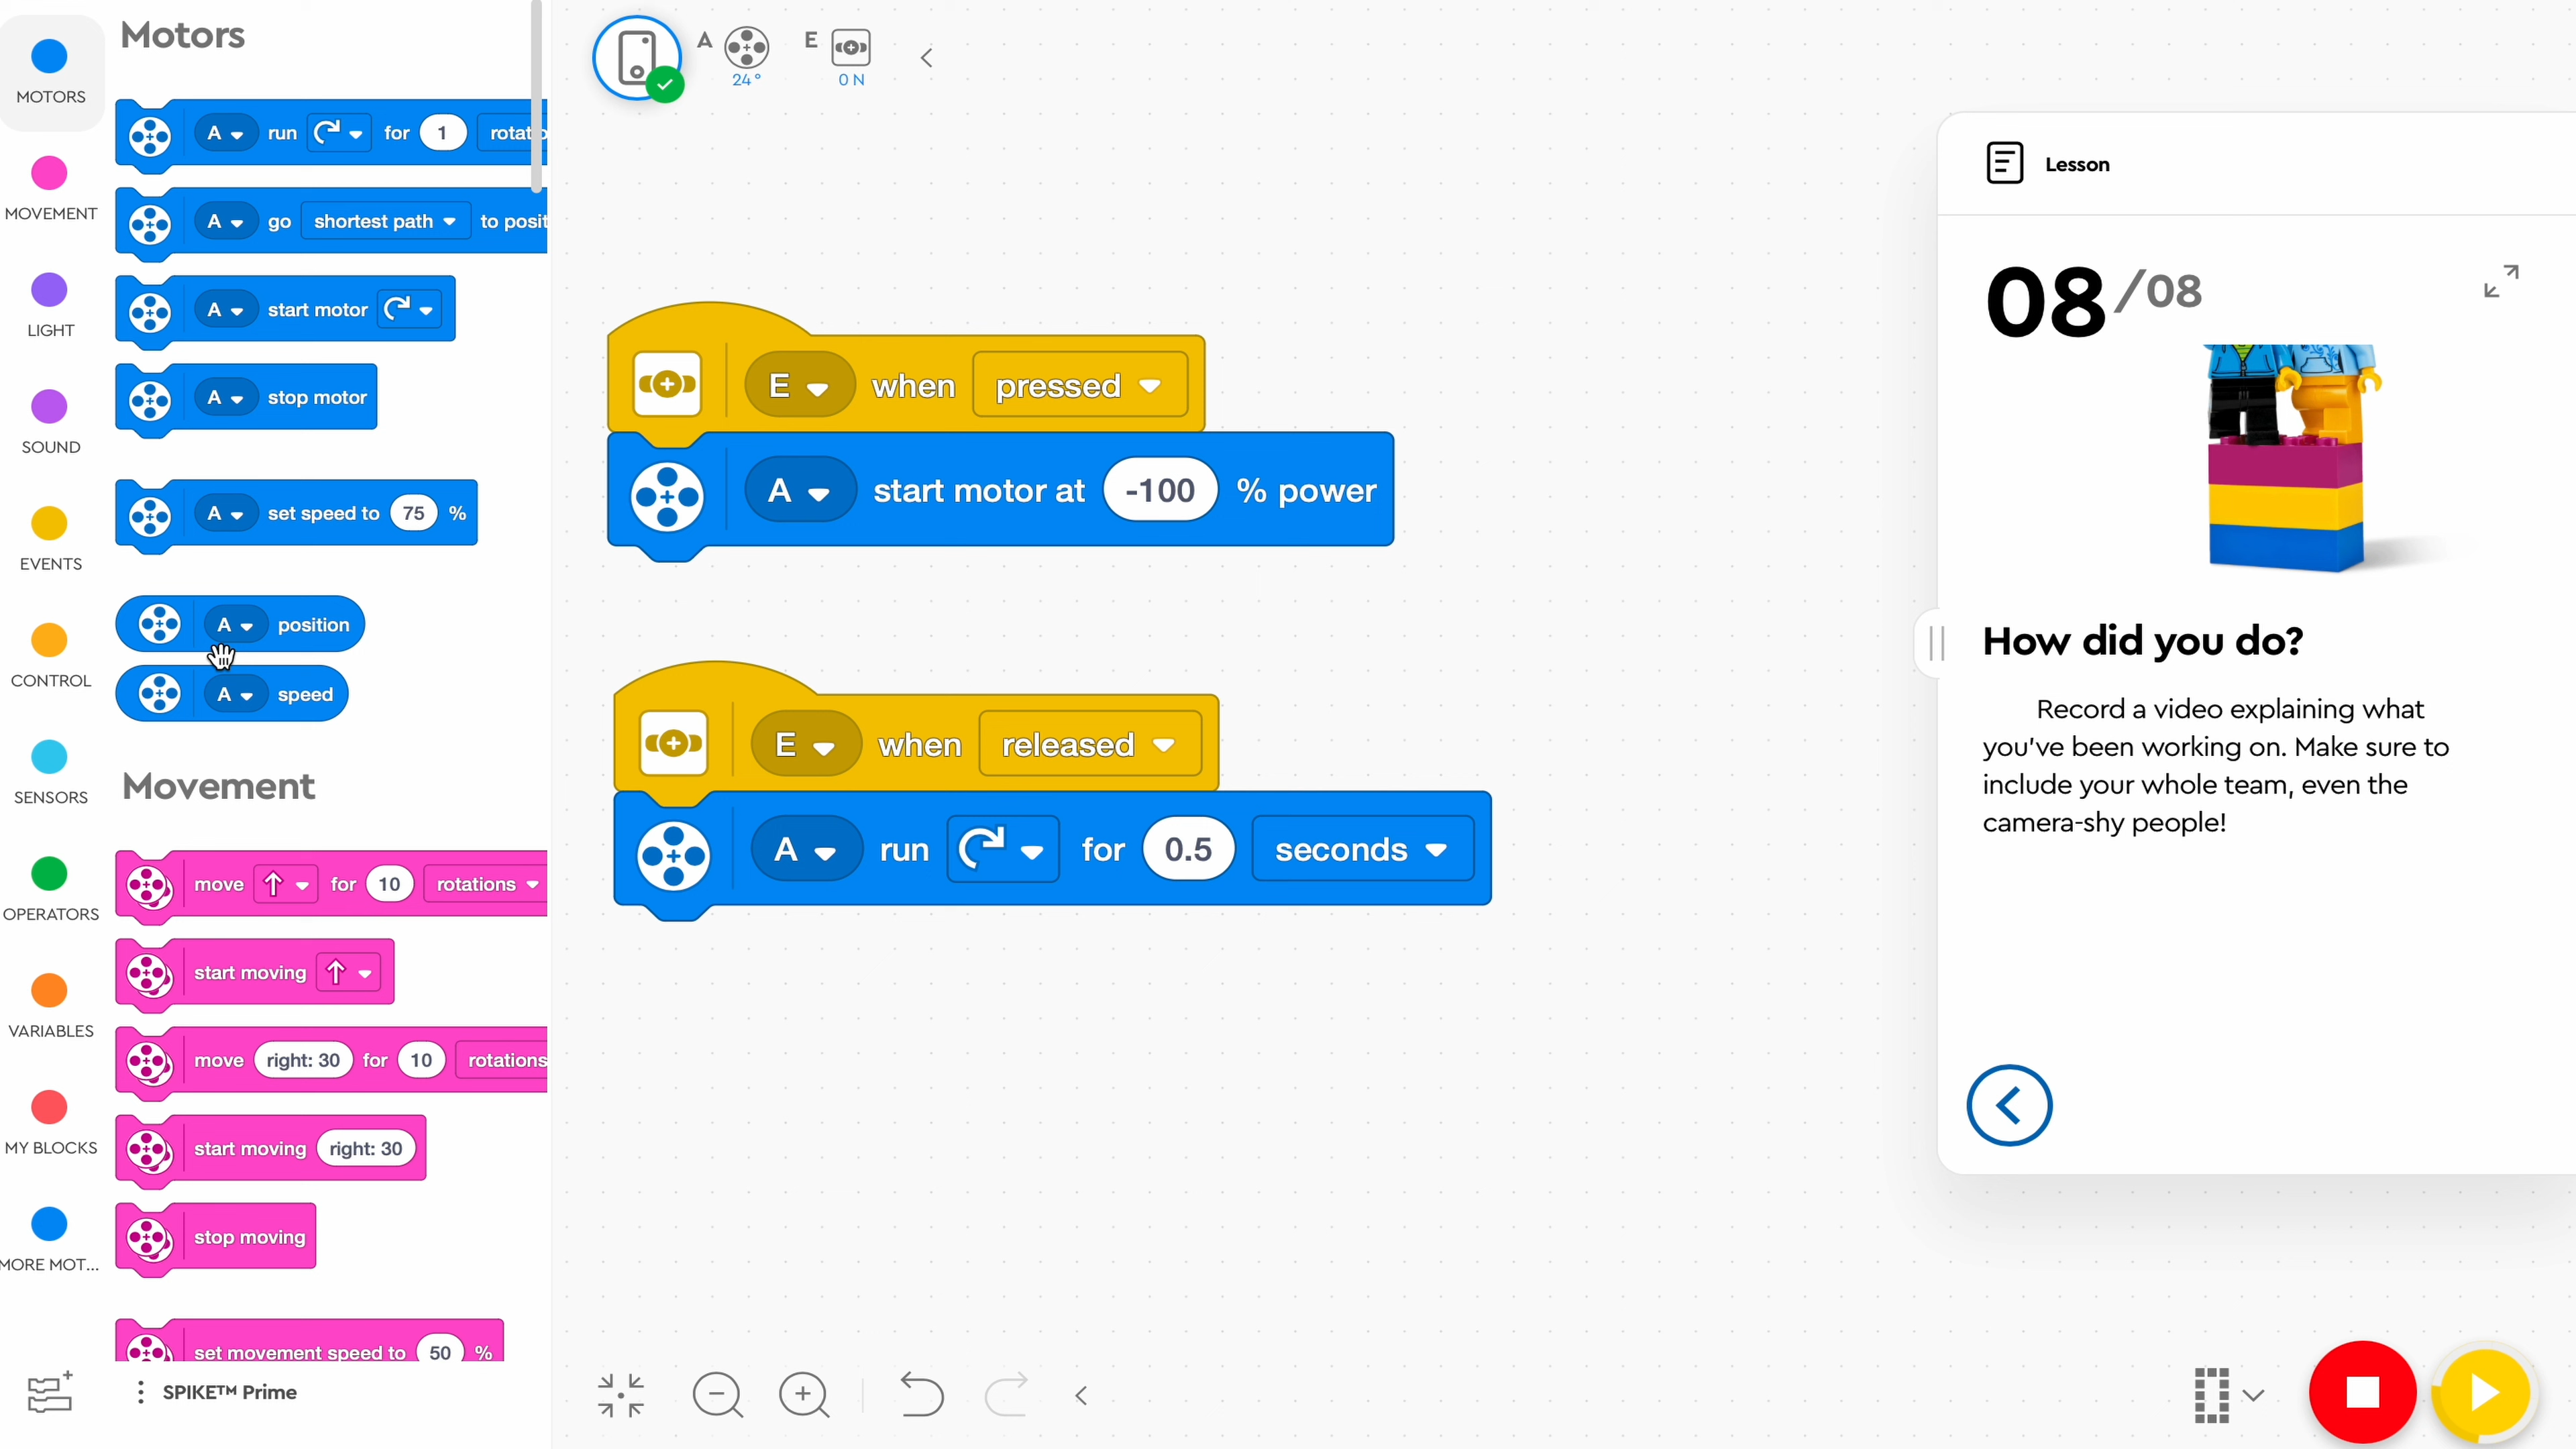 MOTORS
MOVEMENT
LIGHT
SOUND
EVENTS
CONTROL
SENSORS
OPERATORS
VARIABLES
MY BLOCKS
MORE MOT...
Motors
A run for 1
A go shortest path
A start motor
A stop motor
A set speed to 75 %
A position
A speed
Movement
move for 10 rotations
start moving
move right: 30 for 10 rotations
start moving right: 30
stop moving
set movement speed to 50 %
SPIKE™ Prime
A
24°
E
0 N
E when pressed
A start motor at -100 % power
E when released
A run for 0.5 seconds
Lesson
08/08
How did you do?
Record a video explaining what
you've been working on. Make sure to
include your whole team, even the
camera-shy people!